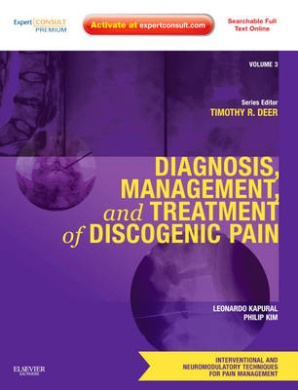 Expert CONSULT
PREMIUM
Activate at expertconsult.com
Searchable Full
Text Online
VOLUME 3
Series Editor
TIMOTHY R. DEER
DIAGNOSIS,
MANAGEMENT,
and TREATMENT
of DISCOGENIC PAIN
LEONARDO KAPURAL
PHILIP KIM
ELSEVIER
SAUNDERS
INTERVENTIONAL AND
NEUROMODULATORY TECHNIQUES
FOR PAIN MANAGEMENT